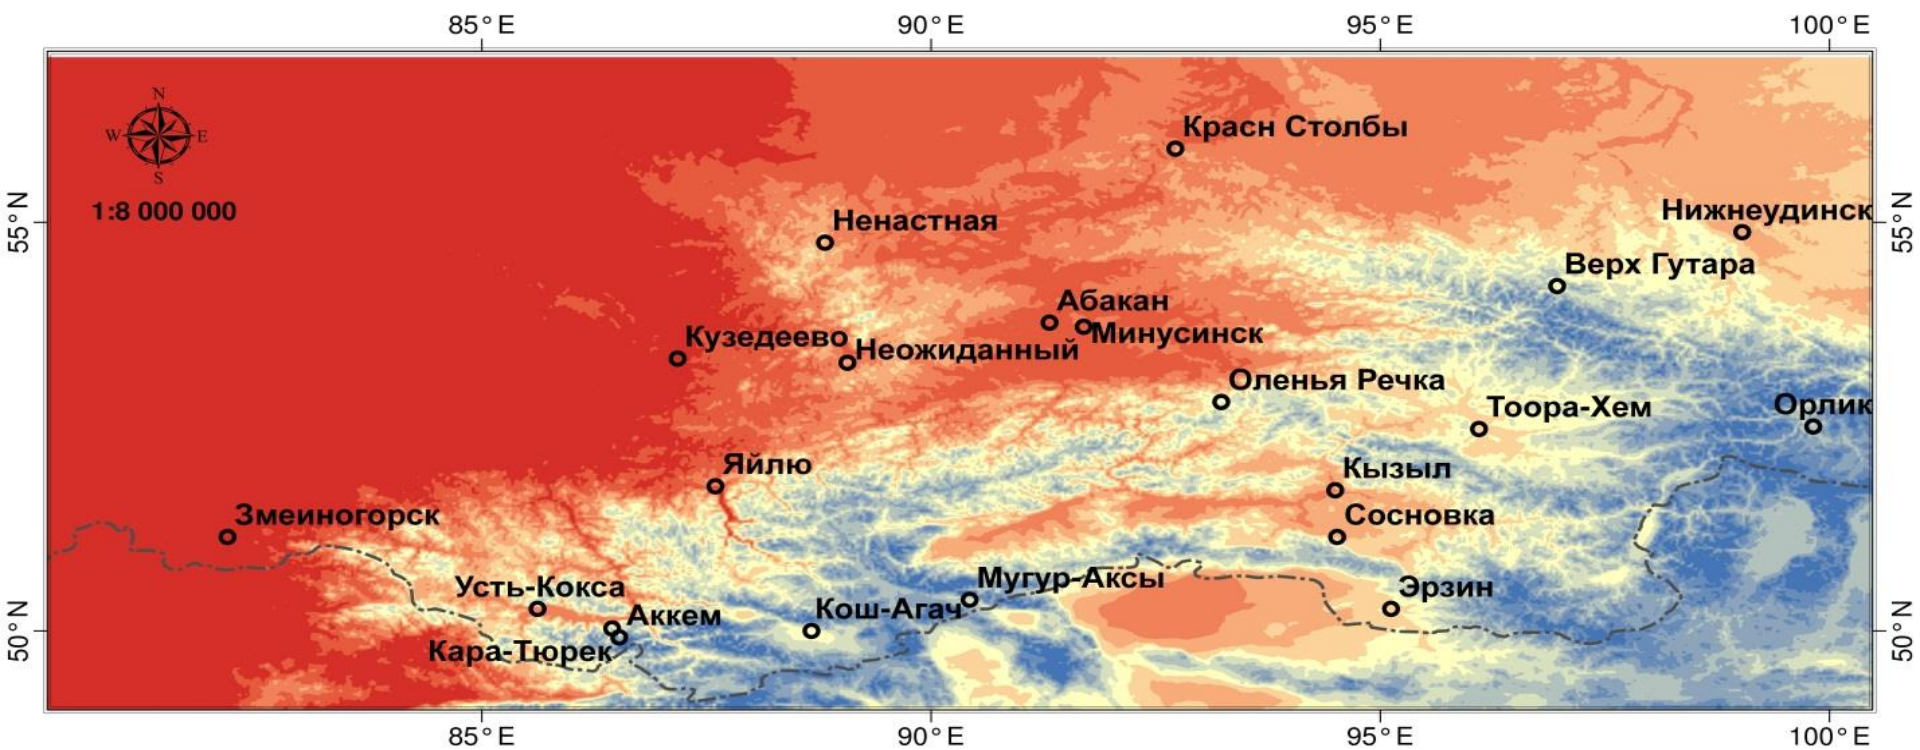 85°E 90°E 95°E 100°E
N
W E
S
1:8 000 000
55°N
55°N
50°N
50°N
Красн Столбы
Ненастная
Нижнеудинск
Верх Гутара
Абакан
Минусинск
Кузедеево
Неожиданный
Оленья Речка
Тоора-Хем
Орлик
Яйлю
Кызыл
Змеиногорск
Сосновка
Усть-Кокса
Мугур-Аксы
Эрзин
Аккем
Кош-Агач
Кара-Тюрек
85°E 90°E 95°E 100°E